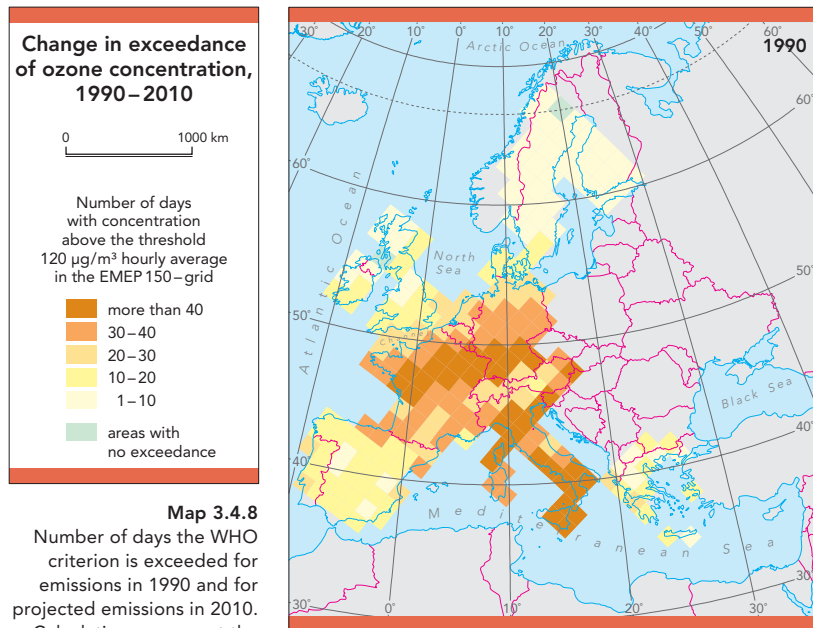 Change in exceedance
of ozone concentration,
1990–2010
0 1000 km
Number of days
with concentration
above the threshold
120 µg/m³ hourly average
in the EMEP 150–grid
more than 40
30–40
20–30
10–20
1–10
areas with
no exceedance
Map 3.4.8
Number of days the WHO
criterion is exceeded for
emissions in 1990 and for
projected emissions in 2010.
30° 20° 10° 0° 10° 20° 30° 40° 50° 60°
1990
Arctic Ocean
60°
60°
Atlantic Ocean
North
Sea
50°
50°
Channel
Black Sea
40°
40°
Mediterranean Sea
30°
30°
0° 10° 20° 30°